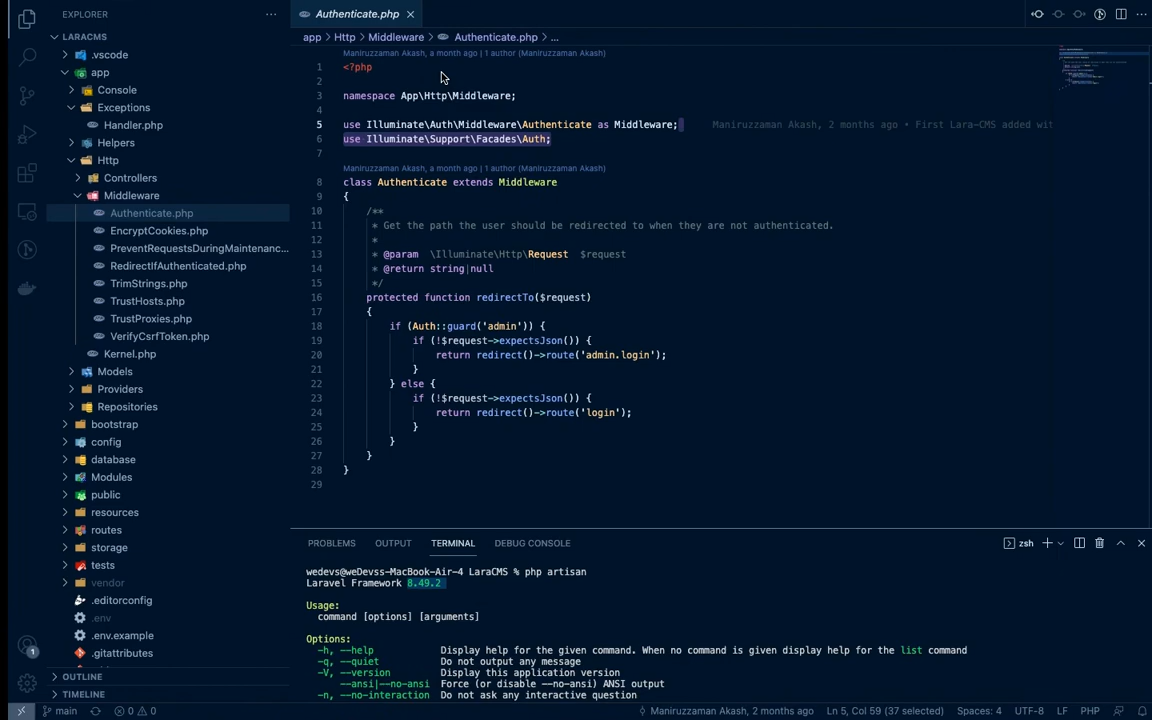 EXPLORER
LARACMS
.vscode
app
Console
Exceptions
Handler.php
Helpers
Http
Controllers
Middleware
Authenticate.php
EncryptCookies.php
PreventRequestsDuringMaintenanc...
RedirectIfAuthenticated.php
TrimStrings.php
TrustHosts.php
TrustProxies.php
VerifyCsrfToken.php
Kernel.php
Models
Providers
Repositories
bootstrap
config
database
Modules
public
resources
routes
storage
tests
vendor
.editorconfig
.env
.env.example
.gitattributes
OUTLINE
TIMELINE
1
Authenticate.php
app > Http > Middleware > Authenticate.php > ...
Maniruzzaman Akash, a month ago | 1 author (Maniruzzaman Akash)
1 <?php
2
3 namespace App\Http\Middleware;
4
5 use Illuminate\Auth\Middleware\Authenticate as Middleware; Maniruzzaman Akash, 2 months ago • First Lara-CMS added wit
6 use Illuminate\Support\Facades\Auth;
7
Maniruzzaman Akash, a month ago | 1 author (Maniruzzaman Akash)
8 class Authenticate extends Middleware
9 {
10 /**
11 * Get the path the user should be redirected to when they are not authenticated.
12 *
13 * @param \Illuminate\Http\Request $request
14 * @return string|null
15 */
16 protected function redirectTo($request)
17 {
18 if (Auth::guard('admin')) {
19 if (!$request->expectsJson()) {
20 return redirect()->route('admin.login');
21 }
22 } else {
23 if (!$request->expectsJson()) {
24 return redirect()->route('login');
25 }
26 }
27 }
28 }
29
PROBLEMS OUTPUT TERMINAL DEBUG CONSOLE zsh
wedevs@weDevss-MacBook-Air-4 LaraCMS % php artisan
Laravel Framework 8.49.2
Usage:
command [options] [arguments]
Options:
-h, --help Display help for the given command. When no command is given display help for the list command
-q, --quiet Do not output any message
-V, --version Display this application version
--ansi|--no-ansi Force (or disable --no-ansi) ANSI output
-n, --no-interaction Do not ask any interactive question
main 0 0 Maniruzzaman Akash, 2 months ago Ln 5, Col 59 (37 selected) Spaces: 4 UTF-8 LF PHP